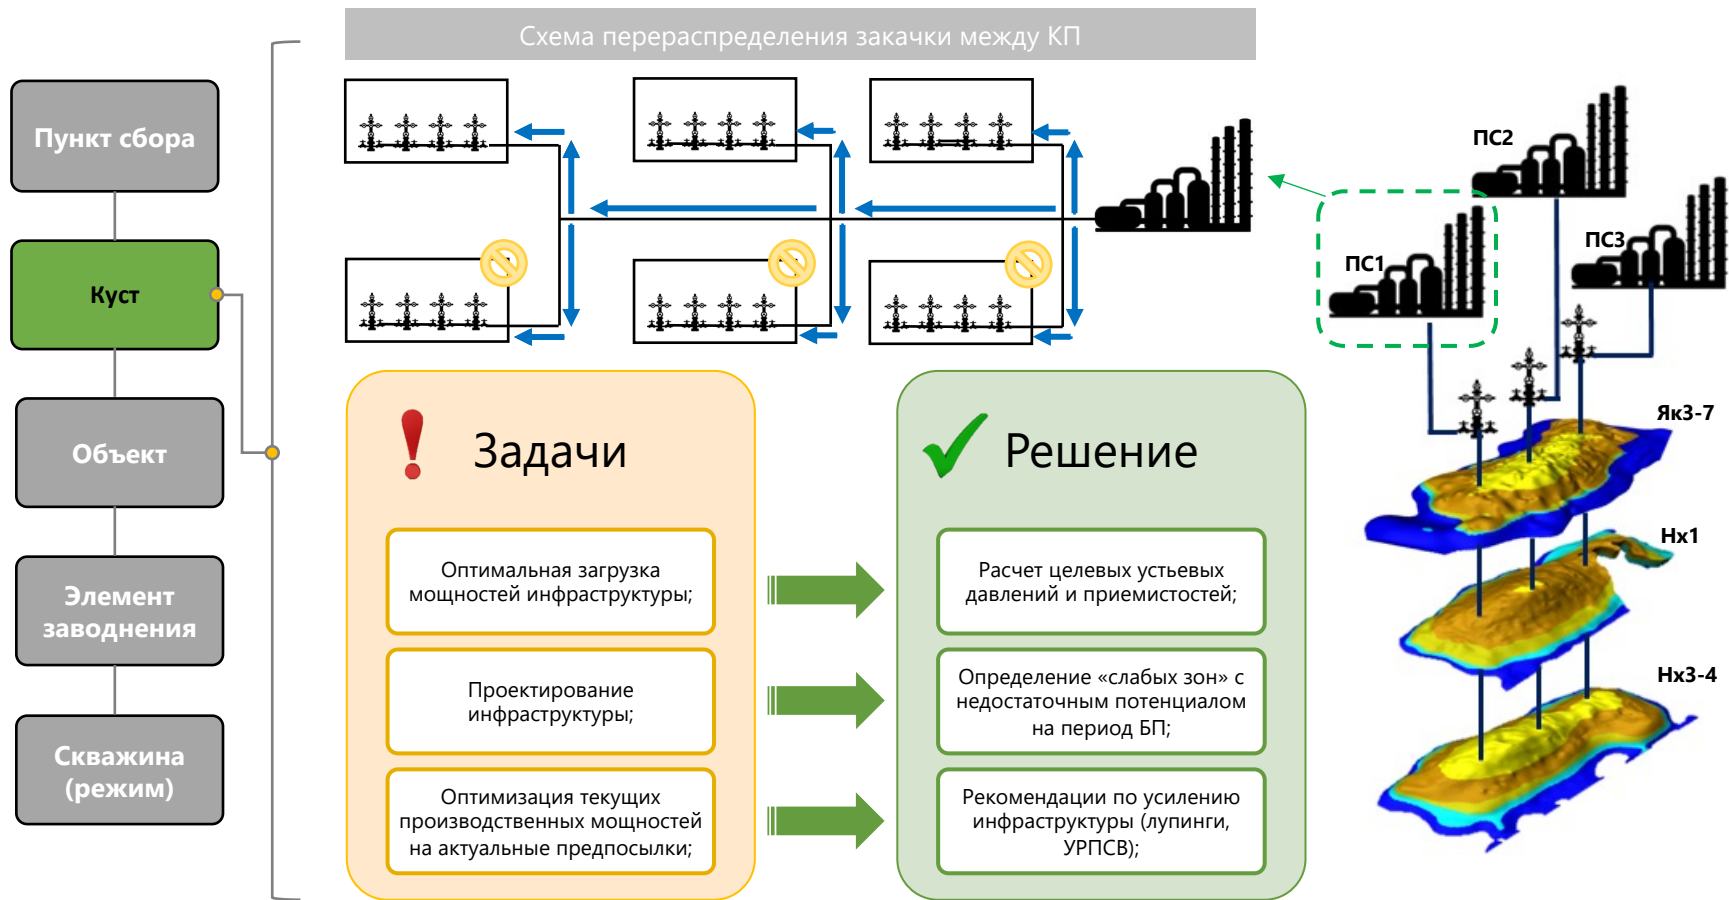 Схема перераспределения закачки между КП
Пункт сбора
Куст
Объект
Элемент
заводнения
Скважина
(режим)
Задачи
Оптимальная загрузка
мощностей инфраструктуры;
Проектирование
инфраструктуры;
Оптимизация текущих
производственных мощностей
на актуальные предпосылки;
Решение
Расчет целевых устьевых
давлений и приемистостей;
Определение «слабых зон» с
недостаточным потенциалом
на период БП;
Рекомендации по усилению
инфраструктуры (лупинги,
УРПСВ);
ПС2
ПС3
ПС1
Як3-7
Нх1
Нх3-4